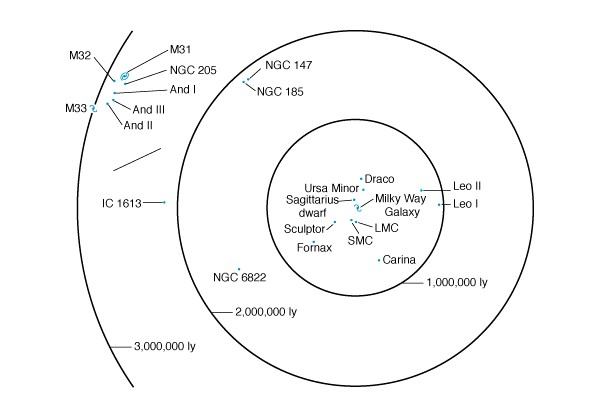 M32
M31
NGC 205
And I
M33
And III
And II
NGC 147
NGC 185
IC 1613
Draco
Ursa Minor
Leo II
Sagittarius
dwarf
Milky Way
Galaxy
Leo I
Sculptor
LMC
SMC
Fornax
Carina
NGC 6822
1,000,000 ly
2,000,000 ly
3,000,000 ly